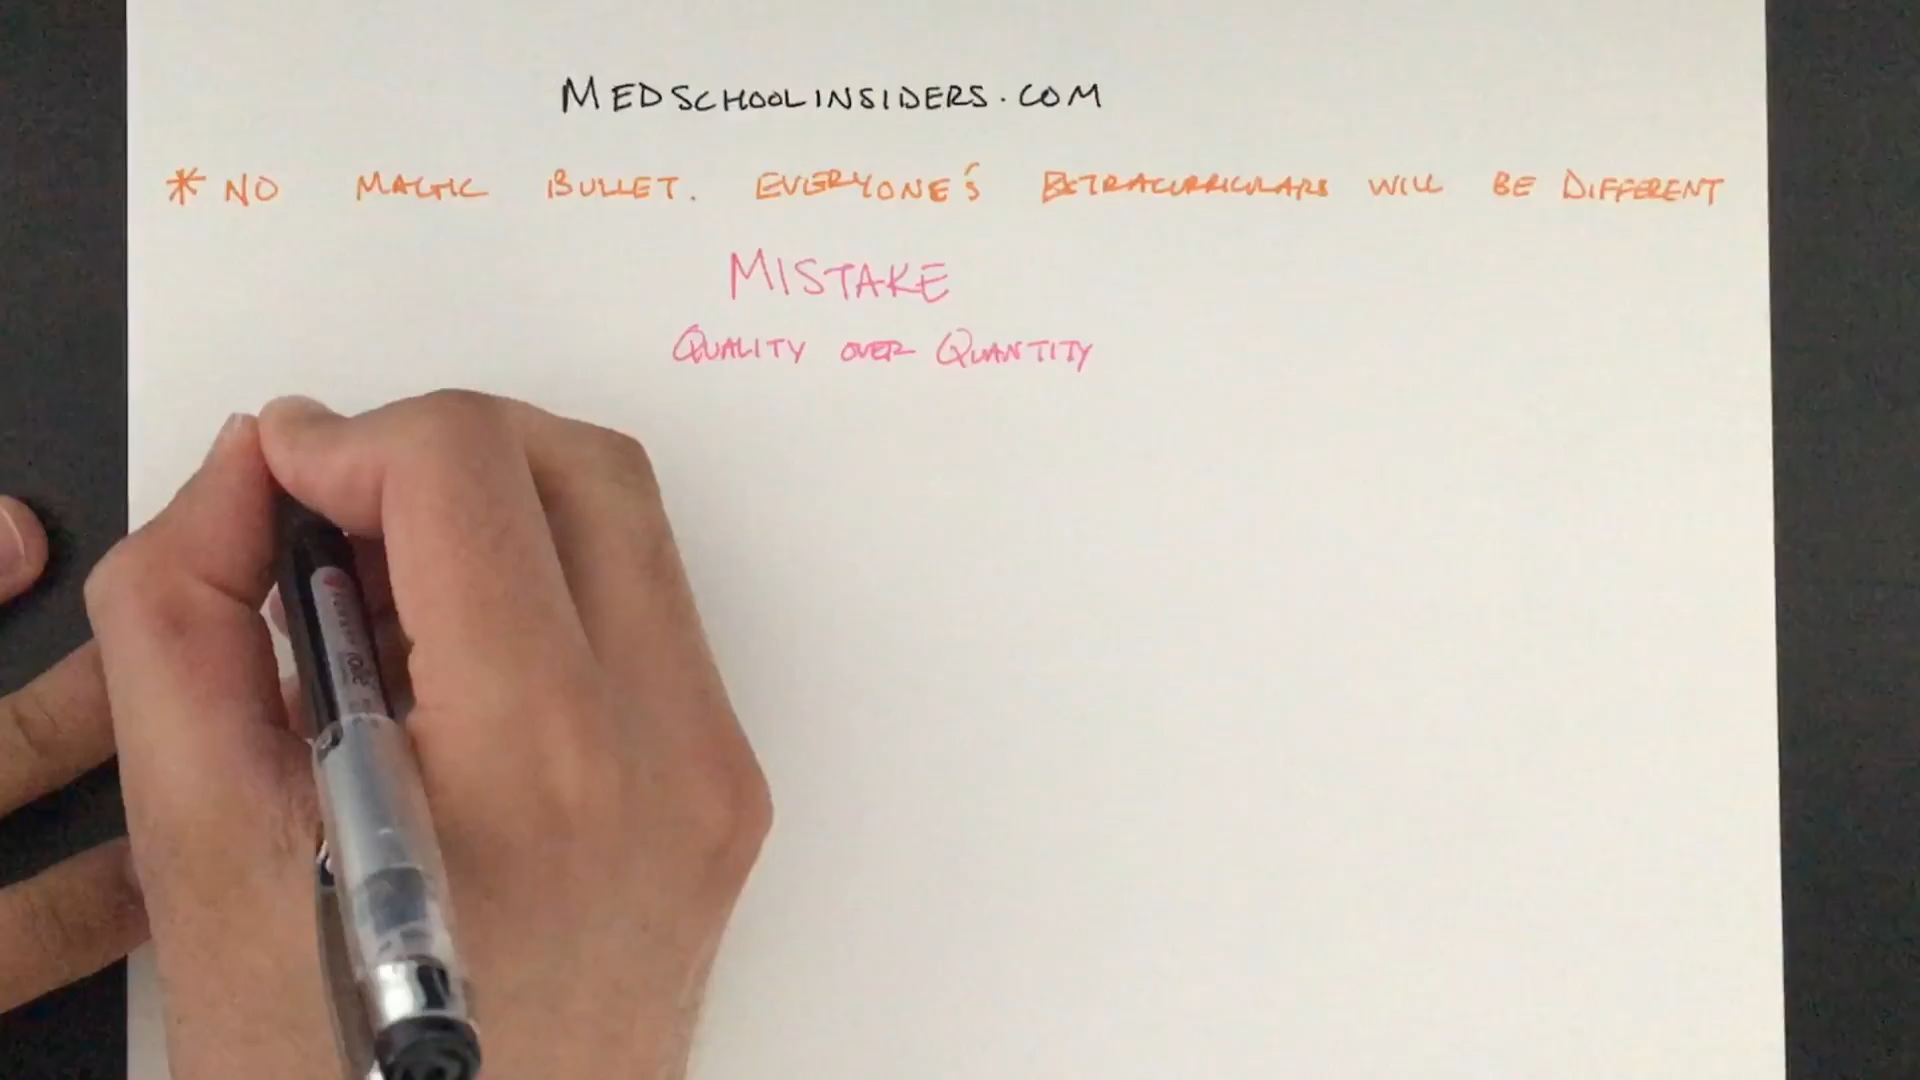 MEDSCHOOLINSIDERS.COM
* NO MAGIC BULLET. EVERYONE'S EXTRACURRICULARS WILL BE DIFFERENT
MISTAKE
QUALITY OVER QUANTITY